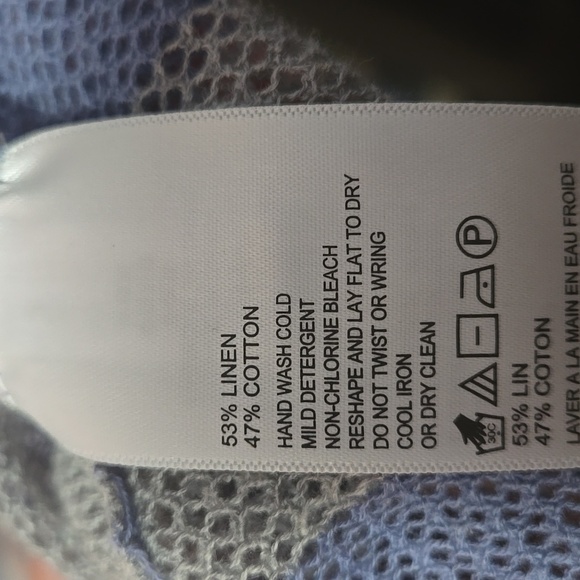 53% LINEN
47% COTTON
HAND WASH COLD
MILD DETERGENT
NON-CHLORINE BLEACH
RESHAPE AND LAY FLAT TO DRY
DO NOT TWIST OR WRING
COOL IRON
OR DRY CLEAN
30C P
53% LIN
47% COTON
LAVER A LA MAIN EN EAU FROIDE